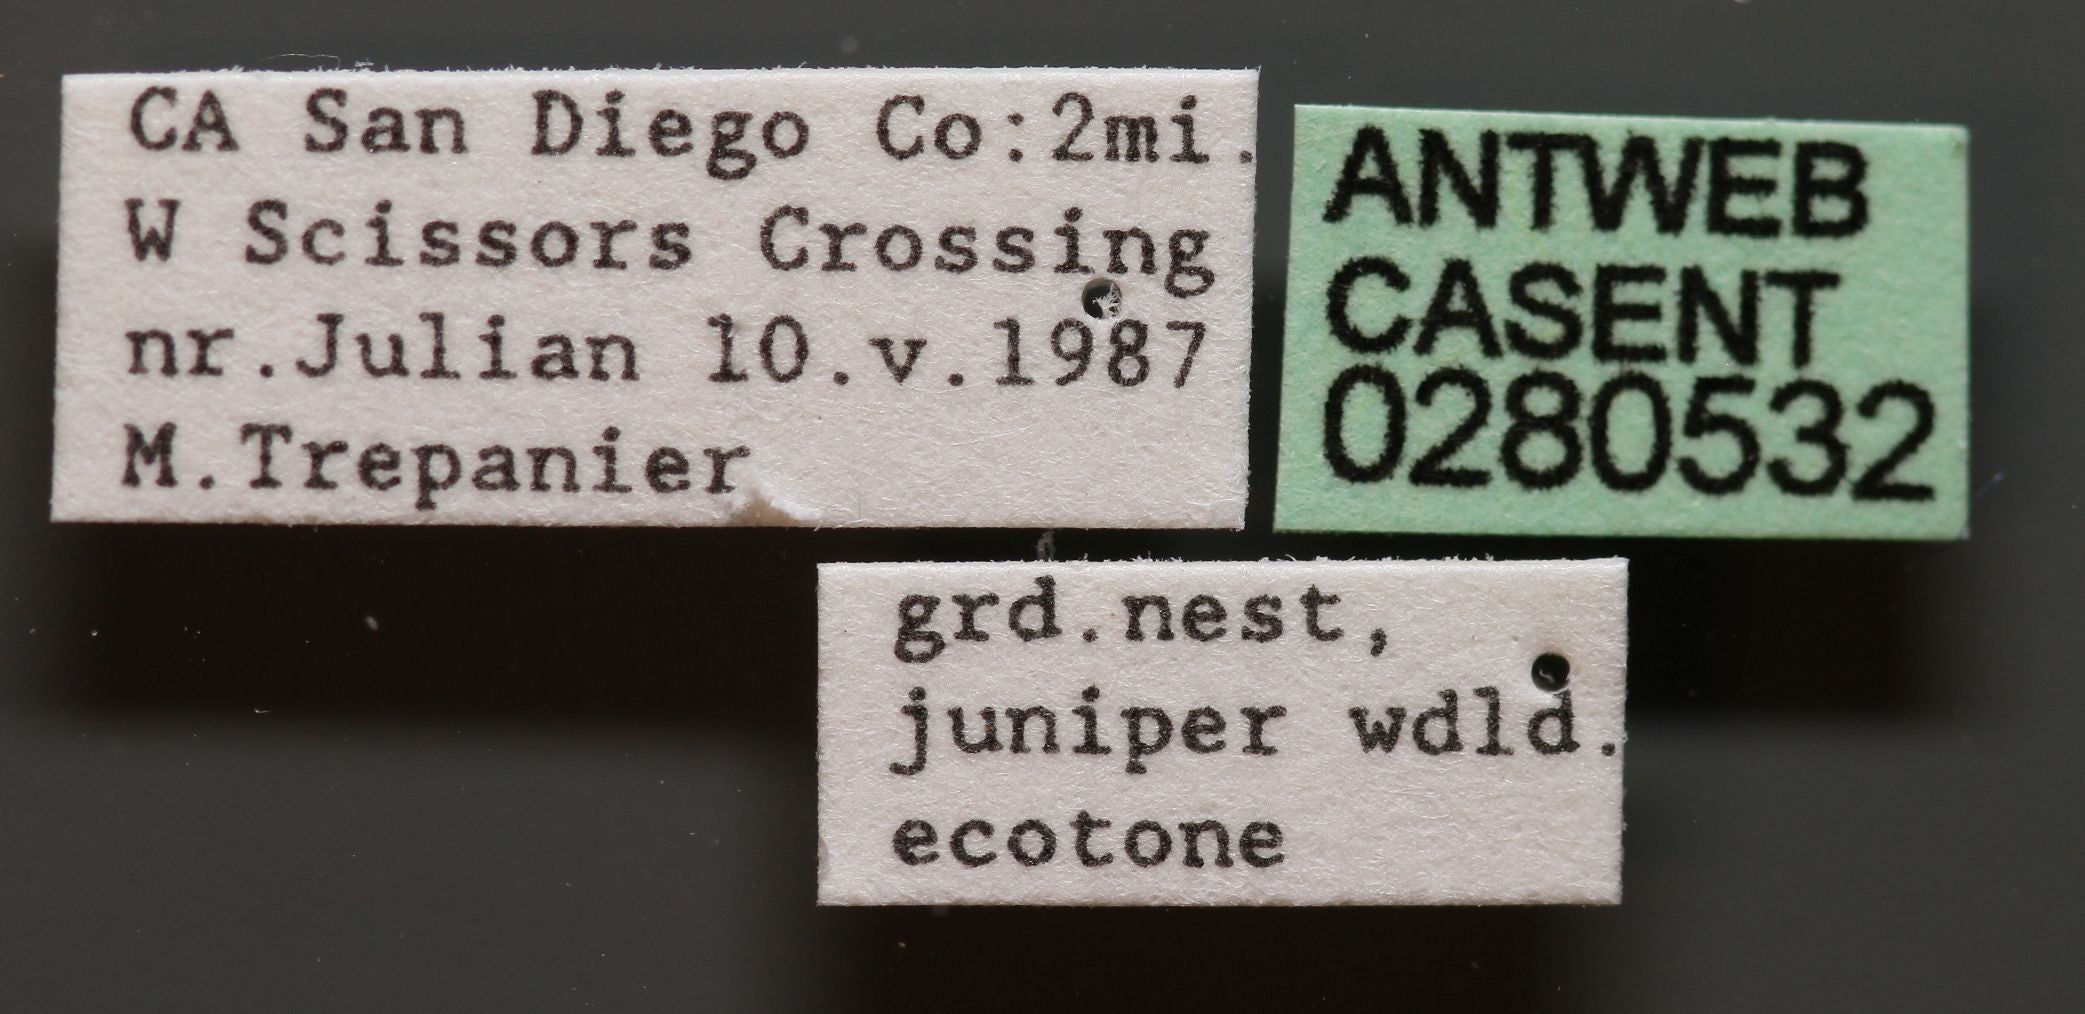 CA San Diego Co:2mi.
W Scissors Crossing
nr.Julian 10.v.1987
M.Trepanier
ANTWEB
CASENT
0280532
grd.nest,
juniper wdld.
ecotone